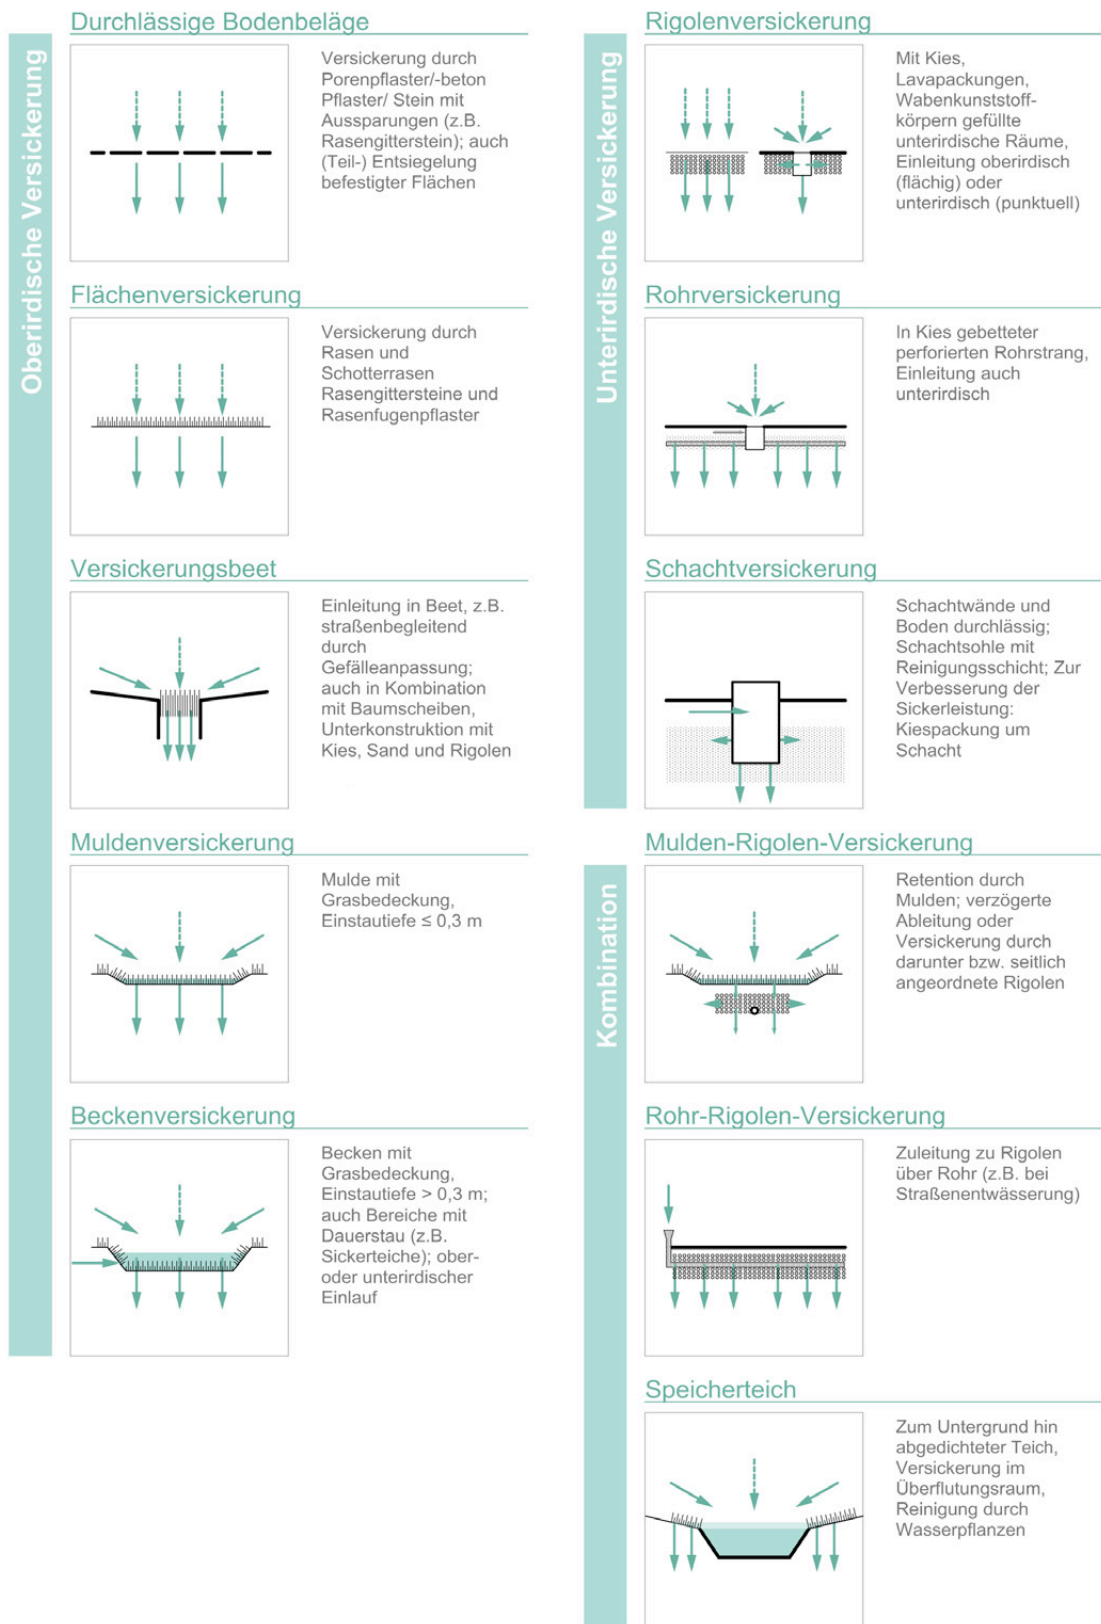 Oberirdische Versickerung
Durchlässige Bodenbeläge
Versickerung durch
Porenpflaster/-beton
Pflaster/ Stein mit
Aussparungen (z.B.
Rasengitterstein); auch
(Teil-) Entsiegelung
befestigter Flächen
Flächenversickerung
Versickerung durch
Rasen und
Schotterrasen
Rasengittersteine und
Rasenfugenpflaster
Versickerungsbeet
Einleitung in Beet, z.B.
straßenbegleitend
durch
Gefälleanpassung;
auch in Kombination
mit Baumscheiben,
Unterkonstruktion mit
Kies, Sand und Rigolen
Muldenversickerung
Mulde mit
Grasbedeckung,
Einstautiefe ≤ 0,3 m
Beckenversickerung
Becken mit
Grasbedeckung,
Einstautiefe > 0,3 m;
auch Bereiche mit
Dauerstau (z.B.
Sickerteiche); ober-
oder unterirdischer
Einlauf
Unterirdische Versickerung
Rigolenversickerung
Mit Kies,
Lavapackungen,
Wabenkunststoff-
körpern gefüllte
unterirdische Räume,
Einleitung oberirdisch
(flächig) oder
unterirdisch (punktuell)
Rohrversickerung
In Kies gebetteter
perforierten Rohrstrang,
Einleitung auch
unterirdisch
Schachtversickerung
Schachtwände und
Boden durchlässig;
Schachtsohle mit
Reinigungsschicht; Zur
Verbesserung der
Sickerleistung:
Kiespackung um
Schacht
Kombination
Mulden-Rigolen-Versickerung
Retention durch
Mulden; verzögerte
Ableitung oder
Versickerung durch
darunter bzw. seitlich
angeordnete Rigolen
Rohr-Rigolen-Versickerung
Zuleitung zu Rigolen
über Rohr (z.B. bei
Straßenentwässerung)
Speicherteich
Zum Untergrund hin
abgedichteter Teich,
Versickerung im
Überflutungsraum,
Reinigung durch
Wasserpflanzen